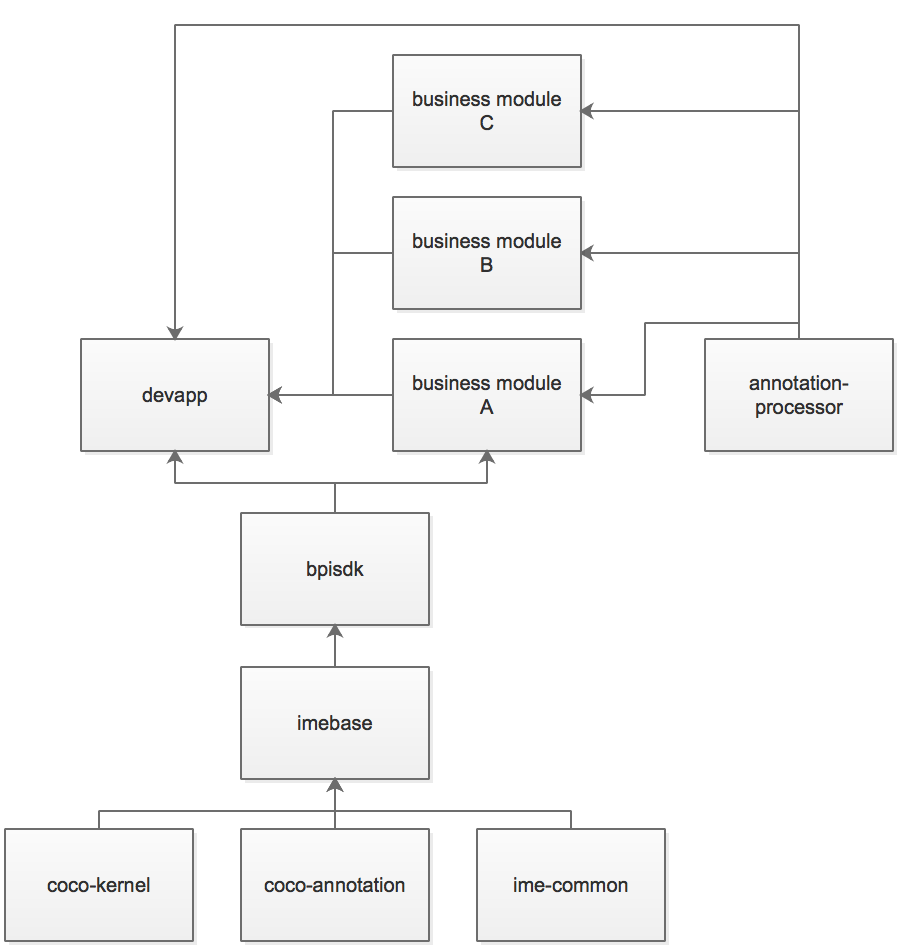 business module
C
business module
B
devapp
business module
A
annotation-
processor
bpisdk
imebase
coco-kernel
coco-annotation
ime-common